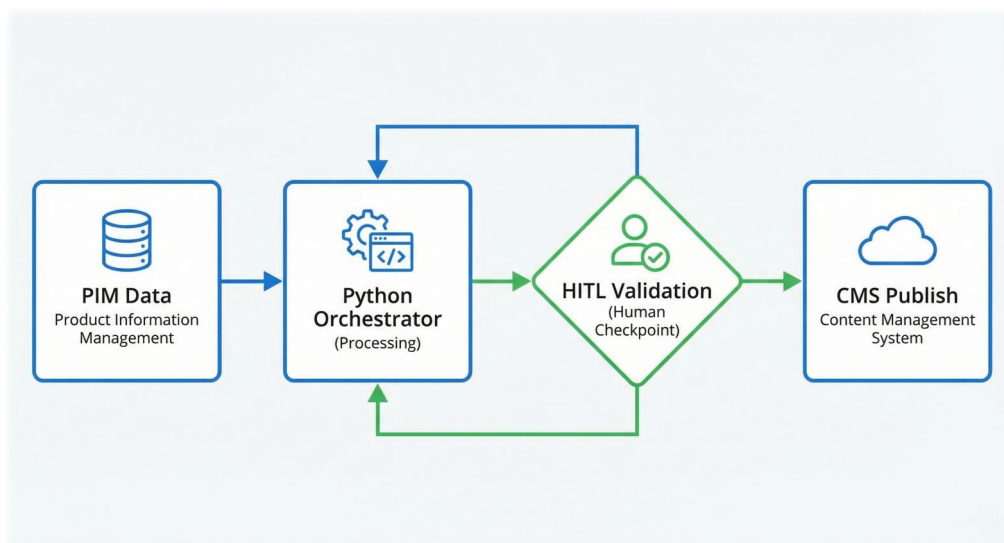 PIM Data
Product Information
Management
</>
Python
Orchestrator
(Processing)
HITL Validation
(Human
Checkpoint)
CMS Publish
Content Management
System